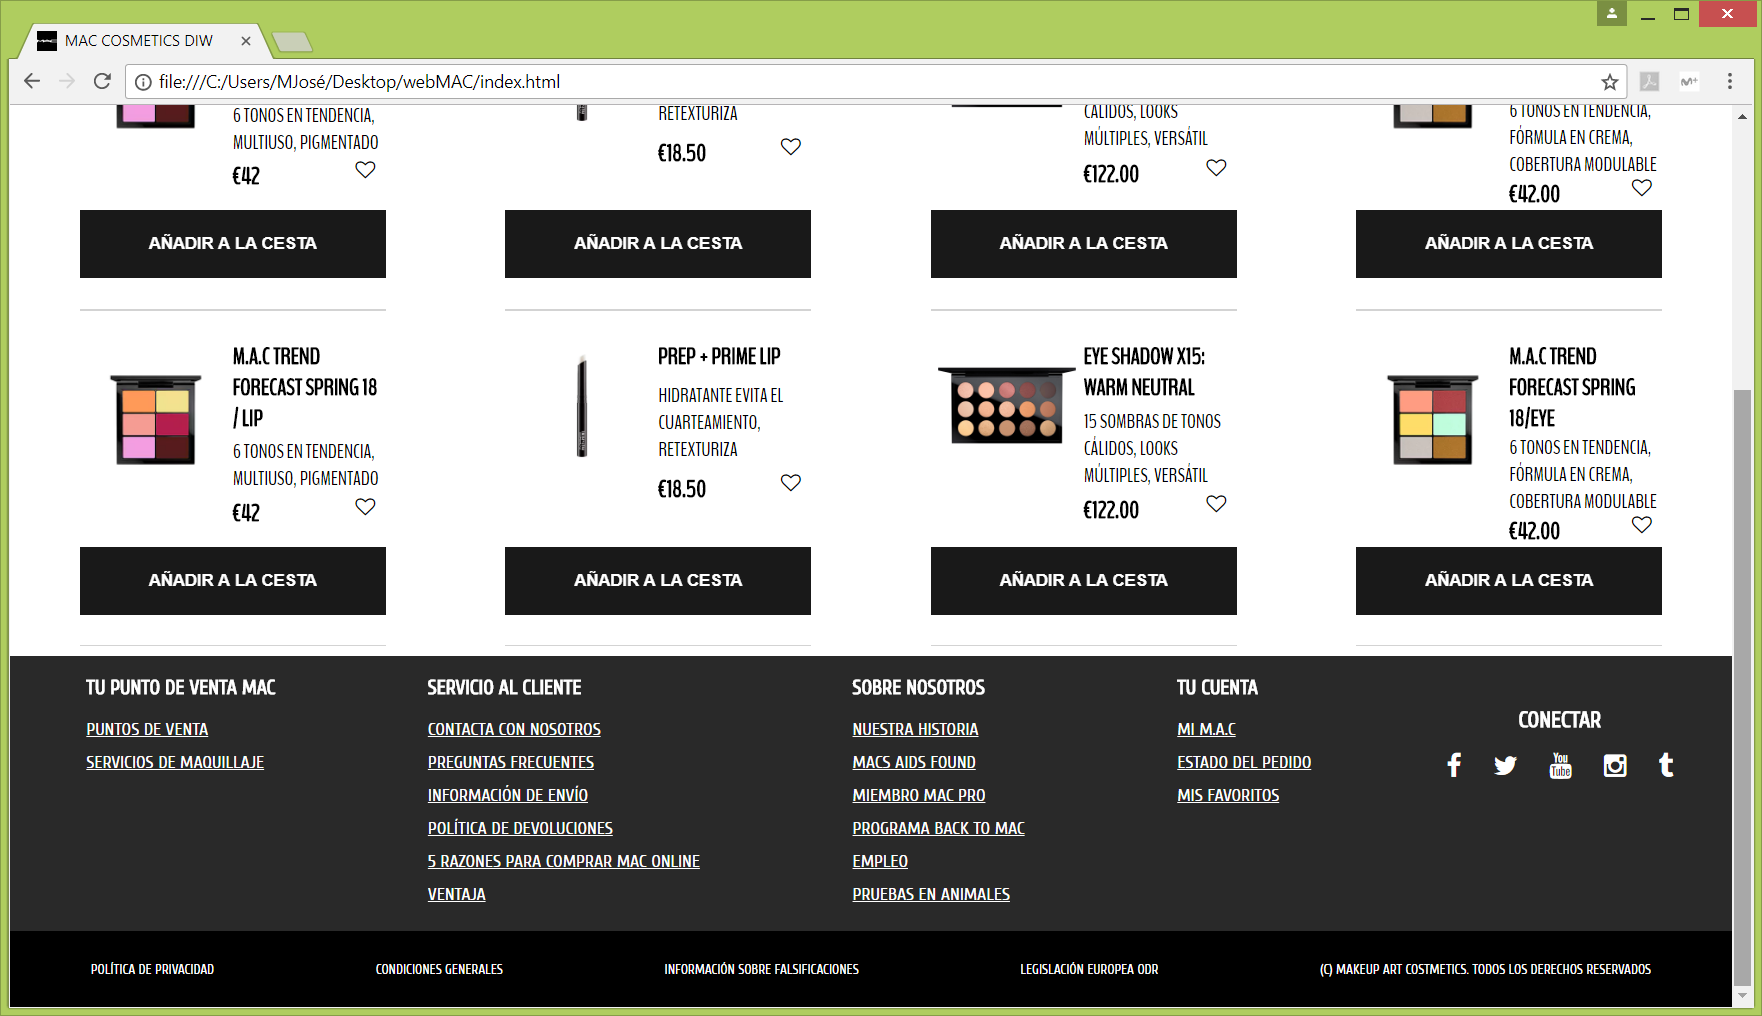 MAC COSMETICS DIW
file:///C:/Users/MJosé/Desktop/webMAC/index.html
6 TONOS EN TENDENCIA,
MULTIUSO, PIGMENTADO
€42
AÑADIR A LA CESTA
RETEXTURIZA
€18.50
AÑADIR A LA CESTA
CÁLIDOS, LOOKS
MÚLTIPLES, VERSÁTIL
€122.00
AÑADIR A LA CESTA
6 TONOS EN TENDENCIA,
FÓRMULA EN CREMA,
COBERTURA MODULABLE
€42.00
AÑADIR A LA CESTA
M.A.C TREND
FORECAST SPRING 18
/ LIP
6 TONOS EN TENDENCIA,
MULTIUSO, PIGMENTADO
€42
AÑADIR A LA CESTA
PREP + PRIME LIP
HIDRATANTE EVITA EL
CUARTEAMIENTO,
RETEXTURIZA
€18.50
AÑADIR A LA CESTA
EYE SHADOW X15:
WARM NEUTRAL
15 SOMBRAS DE TONOS
CÁLIDOS, LOOKS
MÚLTIPLES, VERSÁTIL
€122.00
AÑADIR A LA CESTA
M.A.C TREND
FORECAST SPRING
18/EYE
6 TONOS EN TENDENCIA,
FÓRMULA EN CREMA,
COBERTURA MODULABLE
€42.00
AÑADIR A LA CESTA
TU PUNTO DE VENTA MAC
PUNTOS DE VENTA
SERVICIOS DE MAQUILLAJE
SERVICIO AL CLIENTE
CONTACTA CON NOSOTROS
PREGUNTAS FRECUENTES
INFORMACIÓN DE ENVÍO
POLÍTICA DE DEVOLUCIONES
5 RAZONES PARA COMPRAR MAC ONLINE
VENTAJA
SOBRE NOSOTROS
NUESTRA HISTORIA
MACS AIDS FOUND
MIEMBRO MAC PRO
PROGRAMA BACK TO MAC
EMPLEO
PRUEBAS EN ANIMALES
TU CUENTA
MI M.A.C
ESTADO DEL PEDIDO
MIS FAVORITOS
CONECTAR
You Tube
POLÍTICA DE PRIVACIDAD
CONDICIONES GENERALES
INFORMACIÓN SOBRE FALSIFICACIONES
LEGISLACIÓN EUROPEA ODR
(C) MAKEUP ART COSTMETICS. TODOS LOS DERECHOS RESERVADOS